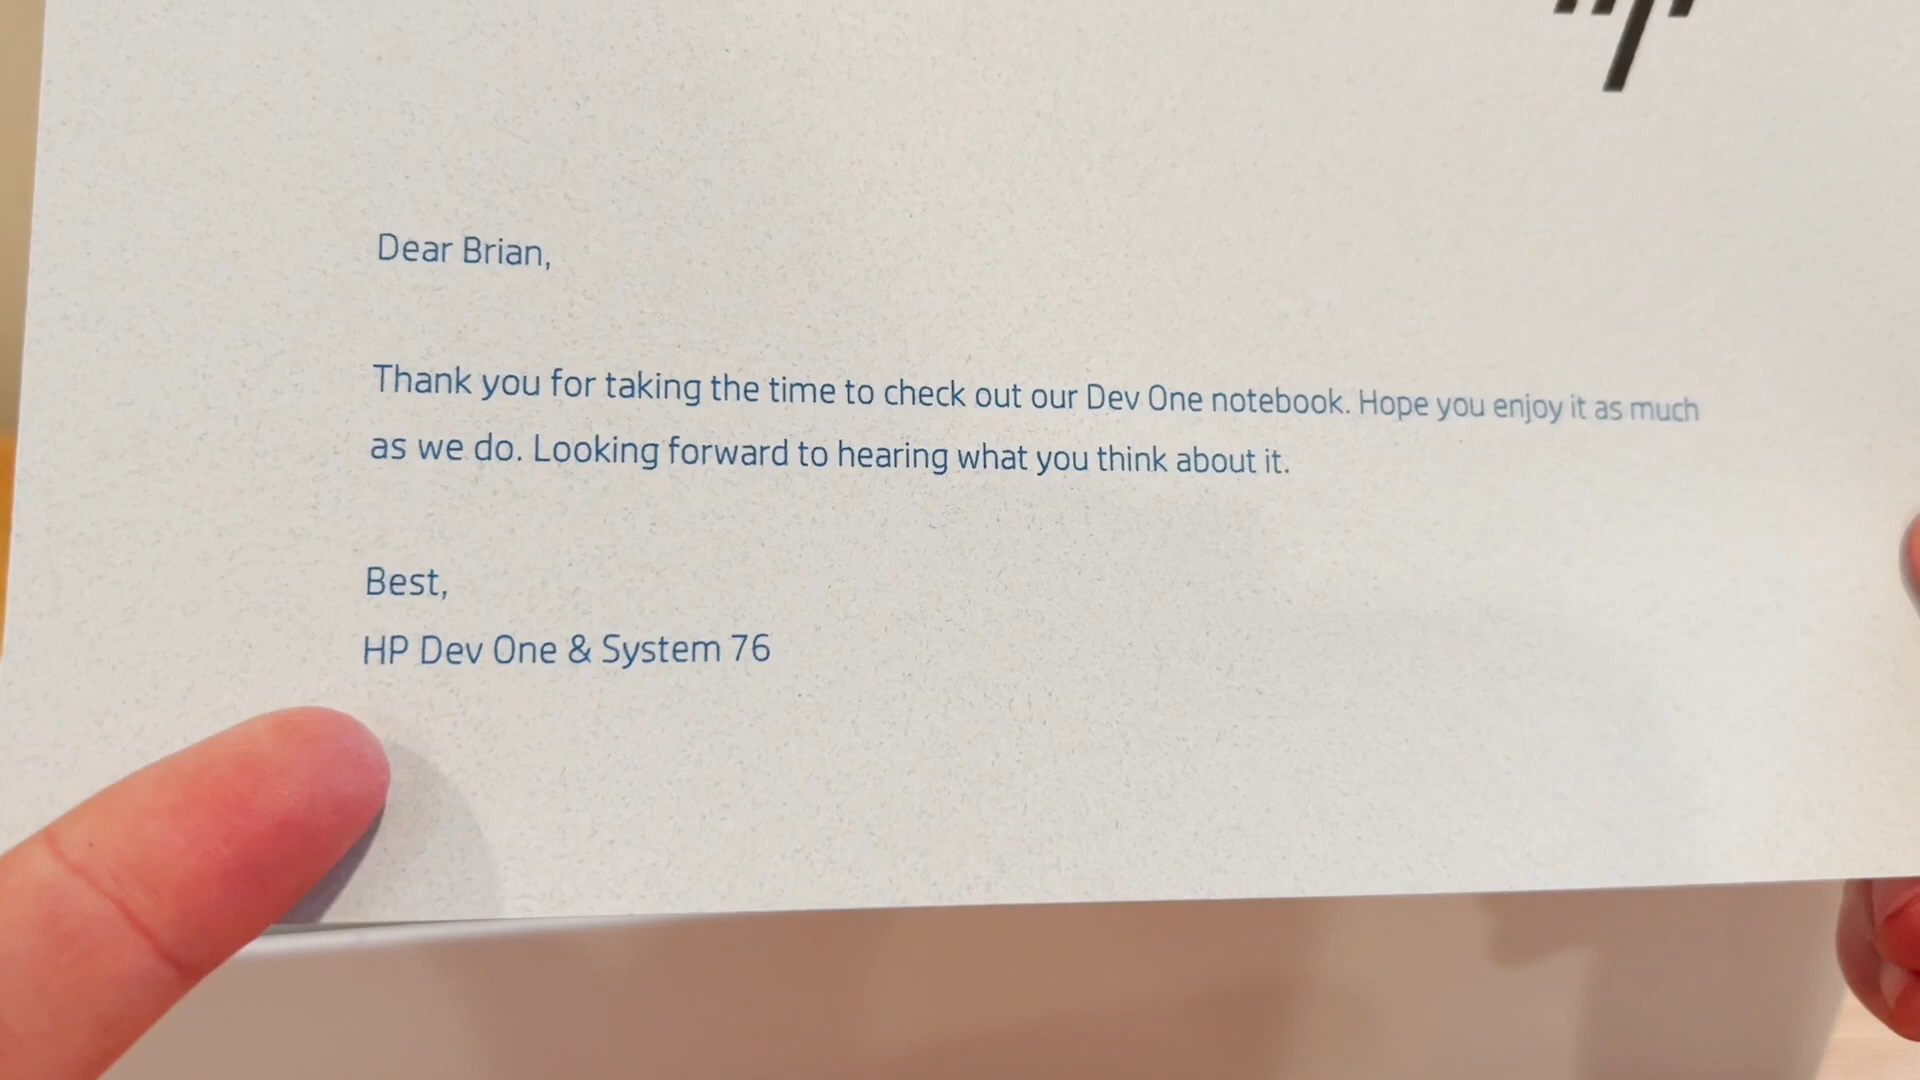 Dear Brian,
Thank you for taking the time to check out our Dev One notebook. Hope you enjoy it as much
as we do. Looking forward to hearing what you think about it.
Best,
HP Dev One & System 76